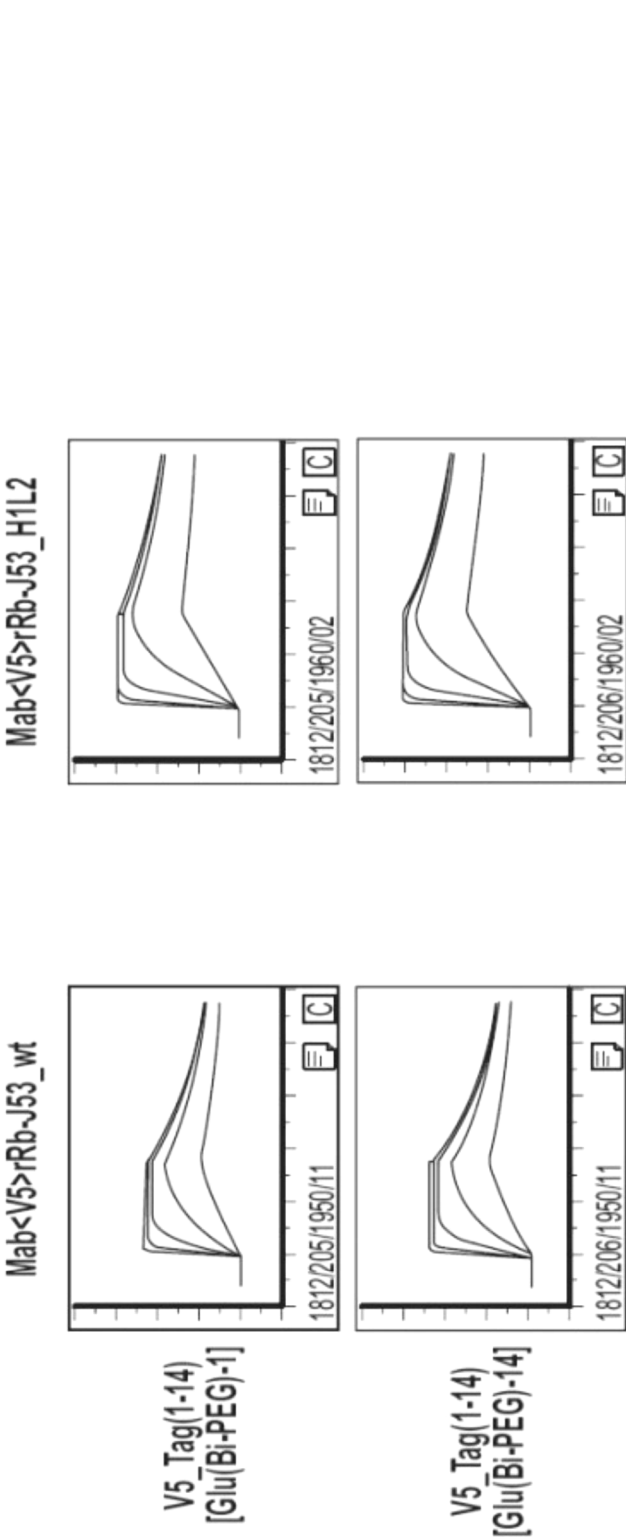 Mab<V5>rRb-J53_wt
Mab<V5>rRb-J53_H1L2
V5_Tag(1-14)
[Glu(Bi-PEG)-1]
1812/205/1950/11
C
1812/205/1960/02
C
V5_Tag(1-14)
[Glu(Bi-PEG)-14]
1812/206/1950/11
C
1812/206/1960/02
C